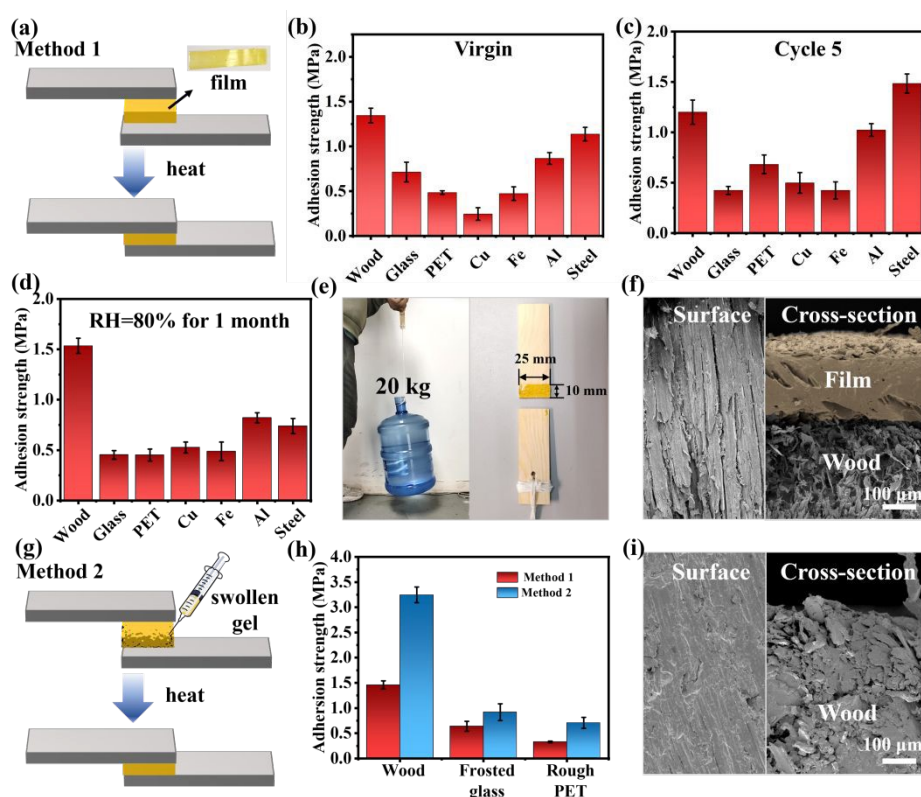 (a)
Method 1
film
heat
(b)
Virgin
Adhesion strength (MPa)
2.0
1.5
1.0
0.5
0.0
Wood
Glass
PET
Cu
Fe
Al
Steel
(c)
Cycle 5
Adhesion strength (MPa)
2.0
1.5
1.0
0.5
0.0
Wood
Glass
PET
Cu
Fe
Al
Steel
(d)
RH=80% for 1 month
Adhesion strength (MPa)
2.0
1.5
1.0
0.5
0.0
Wood
Glass
PET
Cu
Fe
Al
Steel
(e)
20 kg
25 mm
10 mm
(f)
Surface
Cross-section
Film
Wood
100 μm
(g)
Method 2
swollen
gel
heat
(h)
Adhersion strength (MPa)
4.0
3.5
3.0
2.5
2.0
1.5
1.0
0.5
0.0
Method 1
Method 2
Wood
Frosted
glass
Rough
PET
(i)
Surface
Cross-section
Wood
100 μm